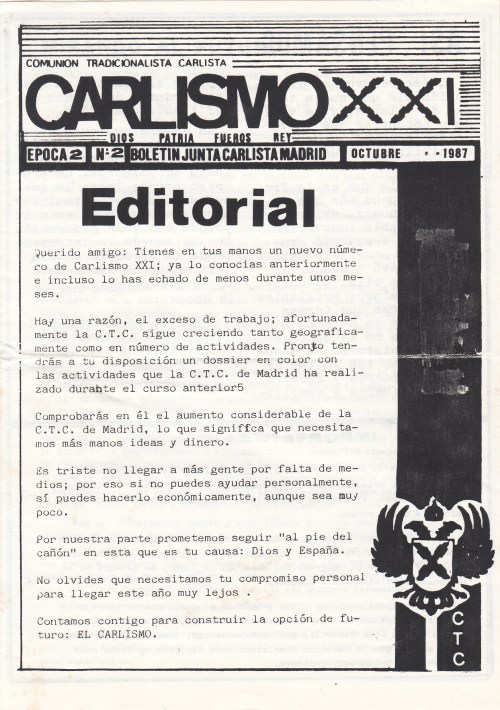 COMUNION TRADICIONALISTA CARLISTA
CARLISMO XXI
DIOS PATRIA FUEROS REY
EPOCA 2 Nº2 BOLETIN JUNTA CARLISTA MADRID OCTUBRE ··1987
Editorial
Querido amigo: Tienes en tus manos un nuevo núme-
ro de Carlismo XXI; ya lo conocias anteriormente
e incluso lo has echado de menos durante unos me-
ses.
Hay una razón, el exceso de trabajo; afortunada-
mente la C.T.C. sigue creciendo tanto geografica-
mente como en número de actividades. Pronto ten-
drás a tu disposición un dossier en color con
las actividades que la C.T.C. de Madrid ha reali-
zado durante el curso anterior5
Comprobarás en él el aumento considerable de la
C.T.C. de Madrid, lo que significa que necesita-
mos más manos ideas y dinero.
Es triste no llegar a más gente por falta de me-
dios; por eso si no puedes ayudar personalmente,
sí puedes hacerlo económicamente, aunque sea muy
poco.
Por nuestra parte prometemos seguir "al pie del
cañón" en esta que es tu causa: Dios y España.
No olvides que necesitamos tu compromiso personal
para llegar este año muy lejos .
Contamos contigo para construir la opción de fu-
turo: EL CARLISMO.
CTC